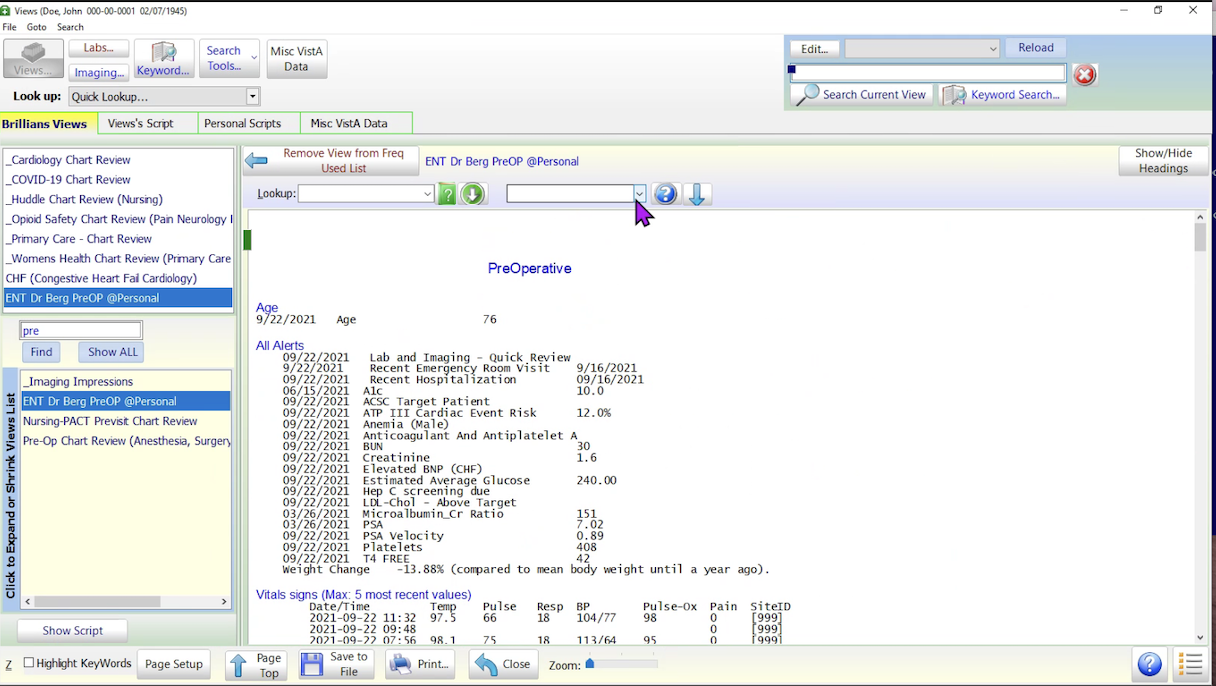 Views (Doe, John 000-00-0001 02/07/1945)
File Goto Search
Views...
Labs...
Imaging...
Keyword...
Search Tools...
Misc VistA Data
Edit...
Reload
Search Current View
Keyword Search...
Look up: Quick Lookup...
Brillians Views Views's Script Personal Scripts Misc VistA Data
_Cardiology Chart Review
_COVID-19 Chart Review
_Huddle Chart Review (Nursing)
_Opioid Safety Chart Review (Pain Neurology
_Primary Care - Chart Review
_Womens Health Chart Review (Primary Care
CHF (Congestive Heart Fail Cardiology)
ENT Dr Berg PreOP @Personal
pre
Find Show ALL
Click to Expand or Shrink Views List
_Imaging Impressions
ENT Dr Berg PreOP @Personal
Nursing-PACT Previsit Chart Review
Pre-Op Chart Review (Anesthesia, Surgery
Show Script
Remove View from Freq
Used List
ENT Dr Berg PreOP @Personal
Show/Hide
Headings
Lookup:
PreOperative
Age
9/22/2021 Age 76
All Alerts
09/22/2021 Lab and Imaging - Quick Review
9/22/2021 Recent Emergency Room Visit 9/16/2021
09/22/2021 Recent Hospitalization 09/16/2021
06/15/2021 A1c 10.0
09/22/2021 ACSC Target Patient
09/22/2021 ATP III Cardiac Event Risk 12.0%
09/22/2021 Anemia (Male)
09/22/2021 Anticoagulant And Antiplatelet A
09/22/2021 BUN 30
09/22/2021 Creatinine 1.6
09/22/2021 Elevated BNP (CHF)
09/22/2021 Estimated Average Glucose 240.00
09/22/2021 Hep C screening due
09/22/2021 LDL-Chol - Above Target
03/26/2021 Microalbumin_Cr Ratio 151
03/26/2021 PSA 7.02
09/22/2021 PSA Velocity 0.89
09/22/2021 Platelets 408
09/22/2021 T4 FREE 42
Weight Change -13.88% (compared to mean body weight until a year ago).
Vitals signs (Max: 5 most recent values)
Date/Time Temp Pulse Resp BP Pulse-Ox Pain SiteID
2021-09-22 11:32 97.5 66 18 104/77 98 0 [999]
2021-09-22 09:48 0 [999]
2021-09-22 07:56 98.1 75 18 113/64 95 0 [999]
Z Highlight KeyWords Page Setup Page Top Save to File Print... Close Zoom: